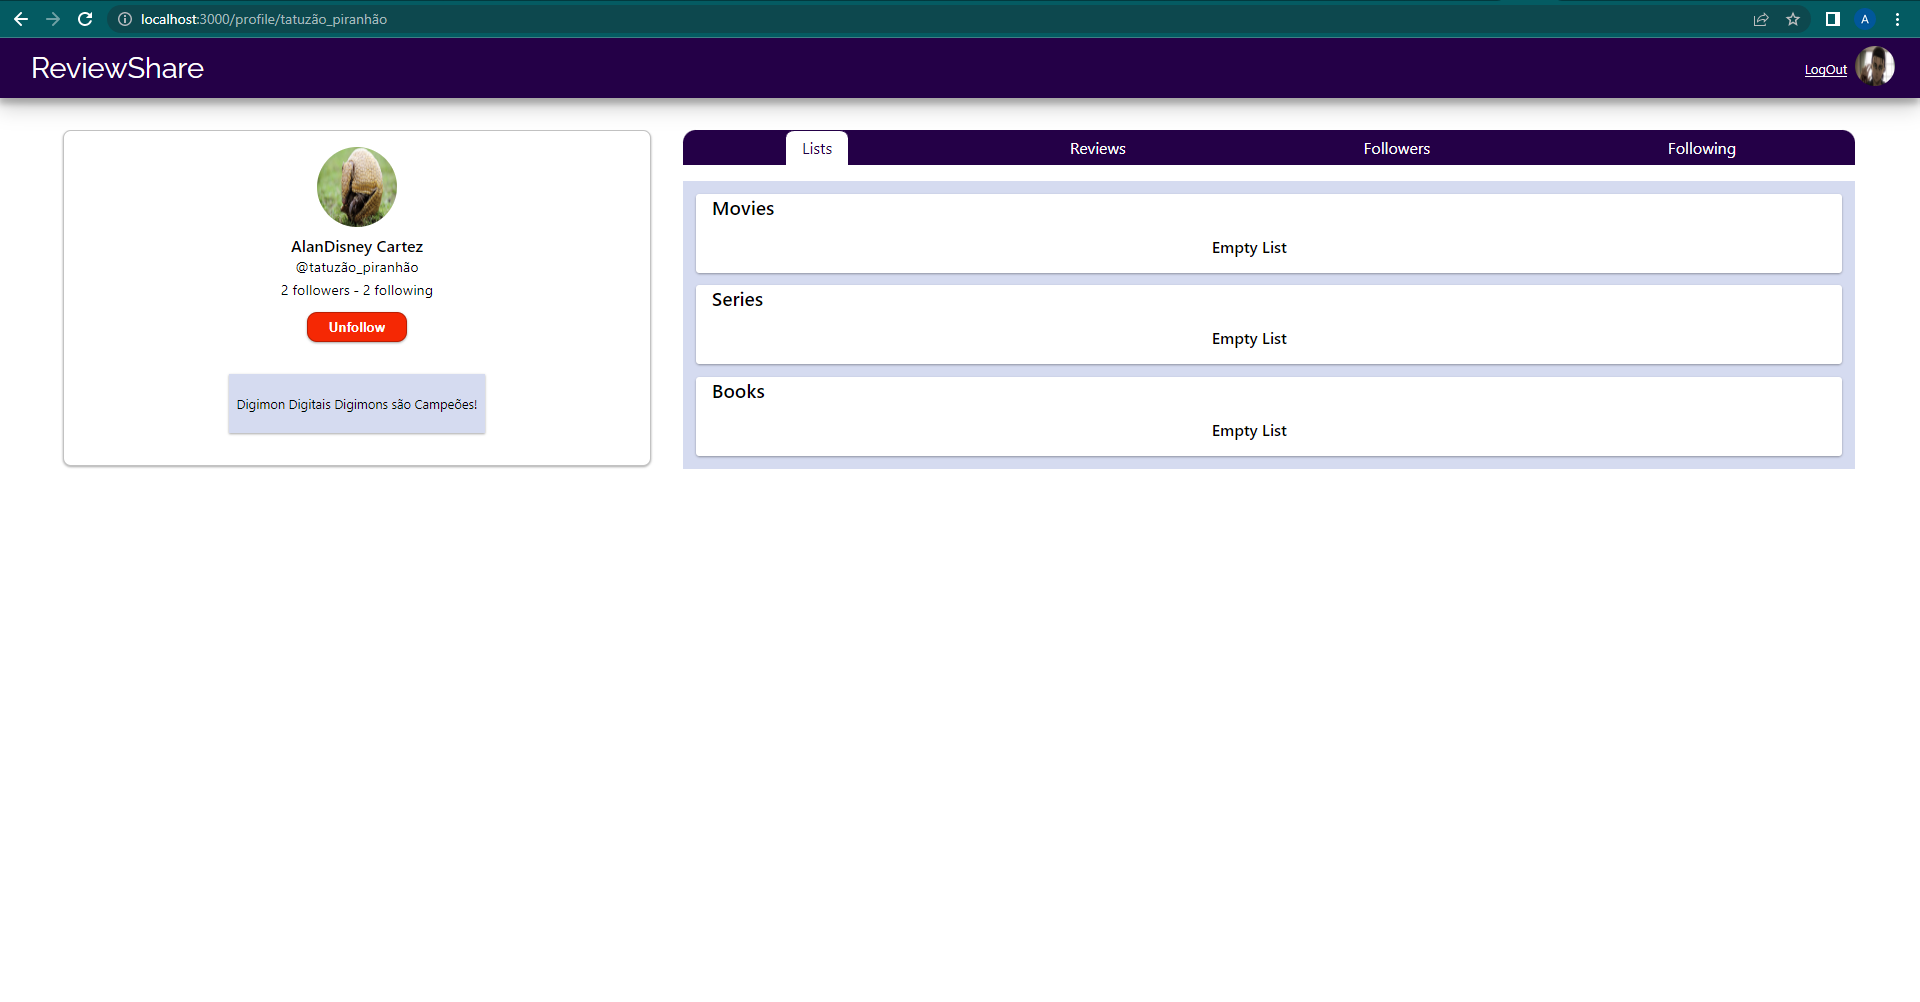 localhost:3000/profile/tatuzão_piranhão
A
ReviewShare
LogOut
AlanDisney Cartez
@tatuzão_piranhão
2 followers - 2 following
Unfollow
Digimon Digitais Digimons são Campeões!
Lists Reviews Followers Following
Movies
Empty List
Series
Empty List
Books
Empty List